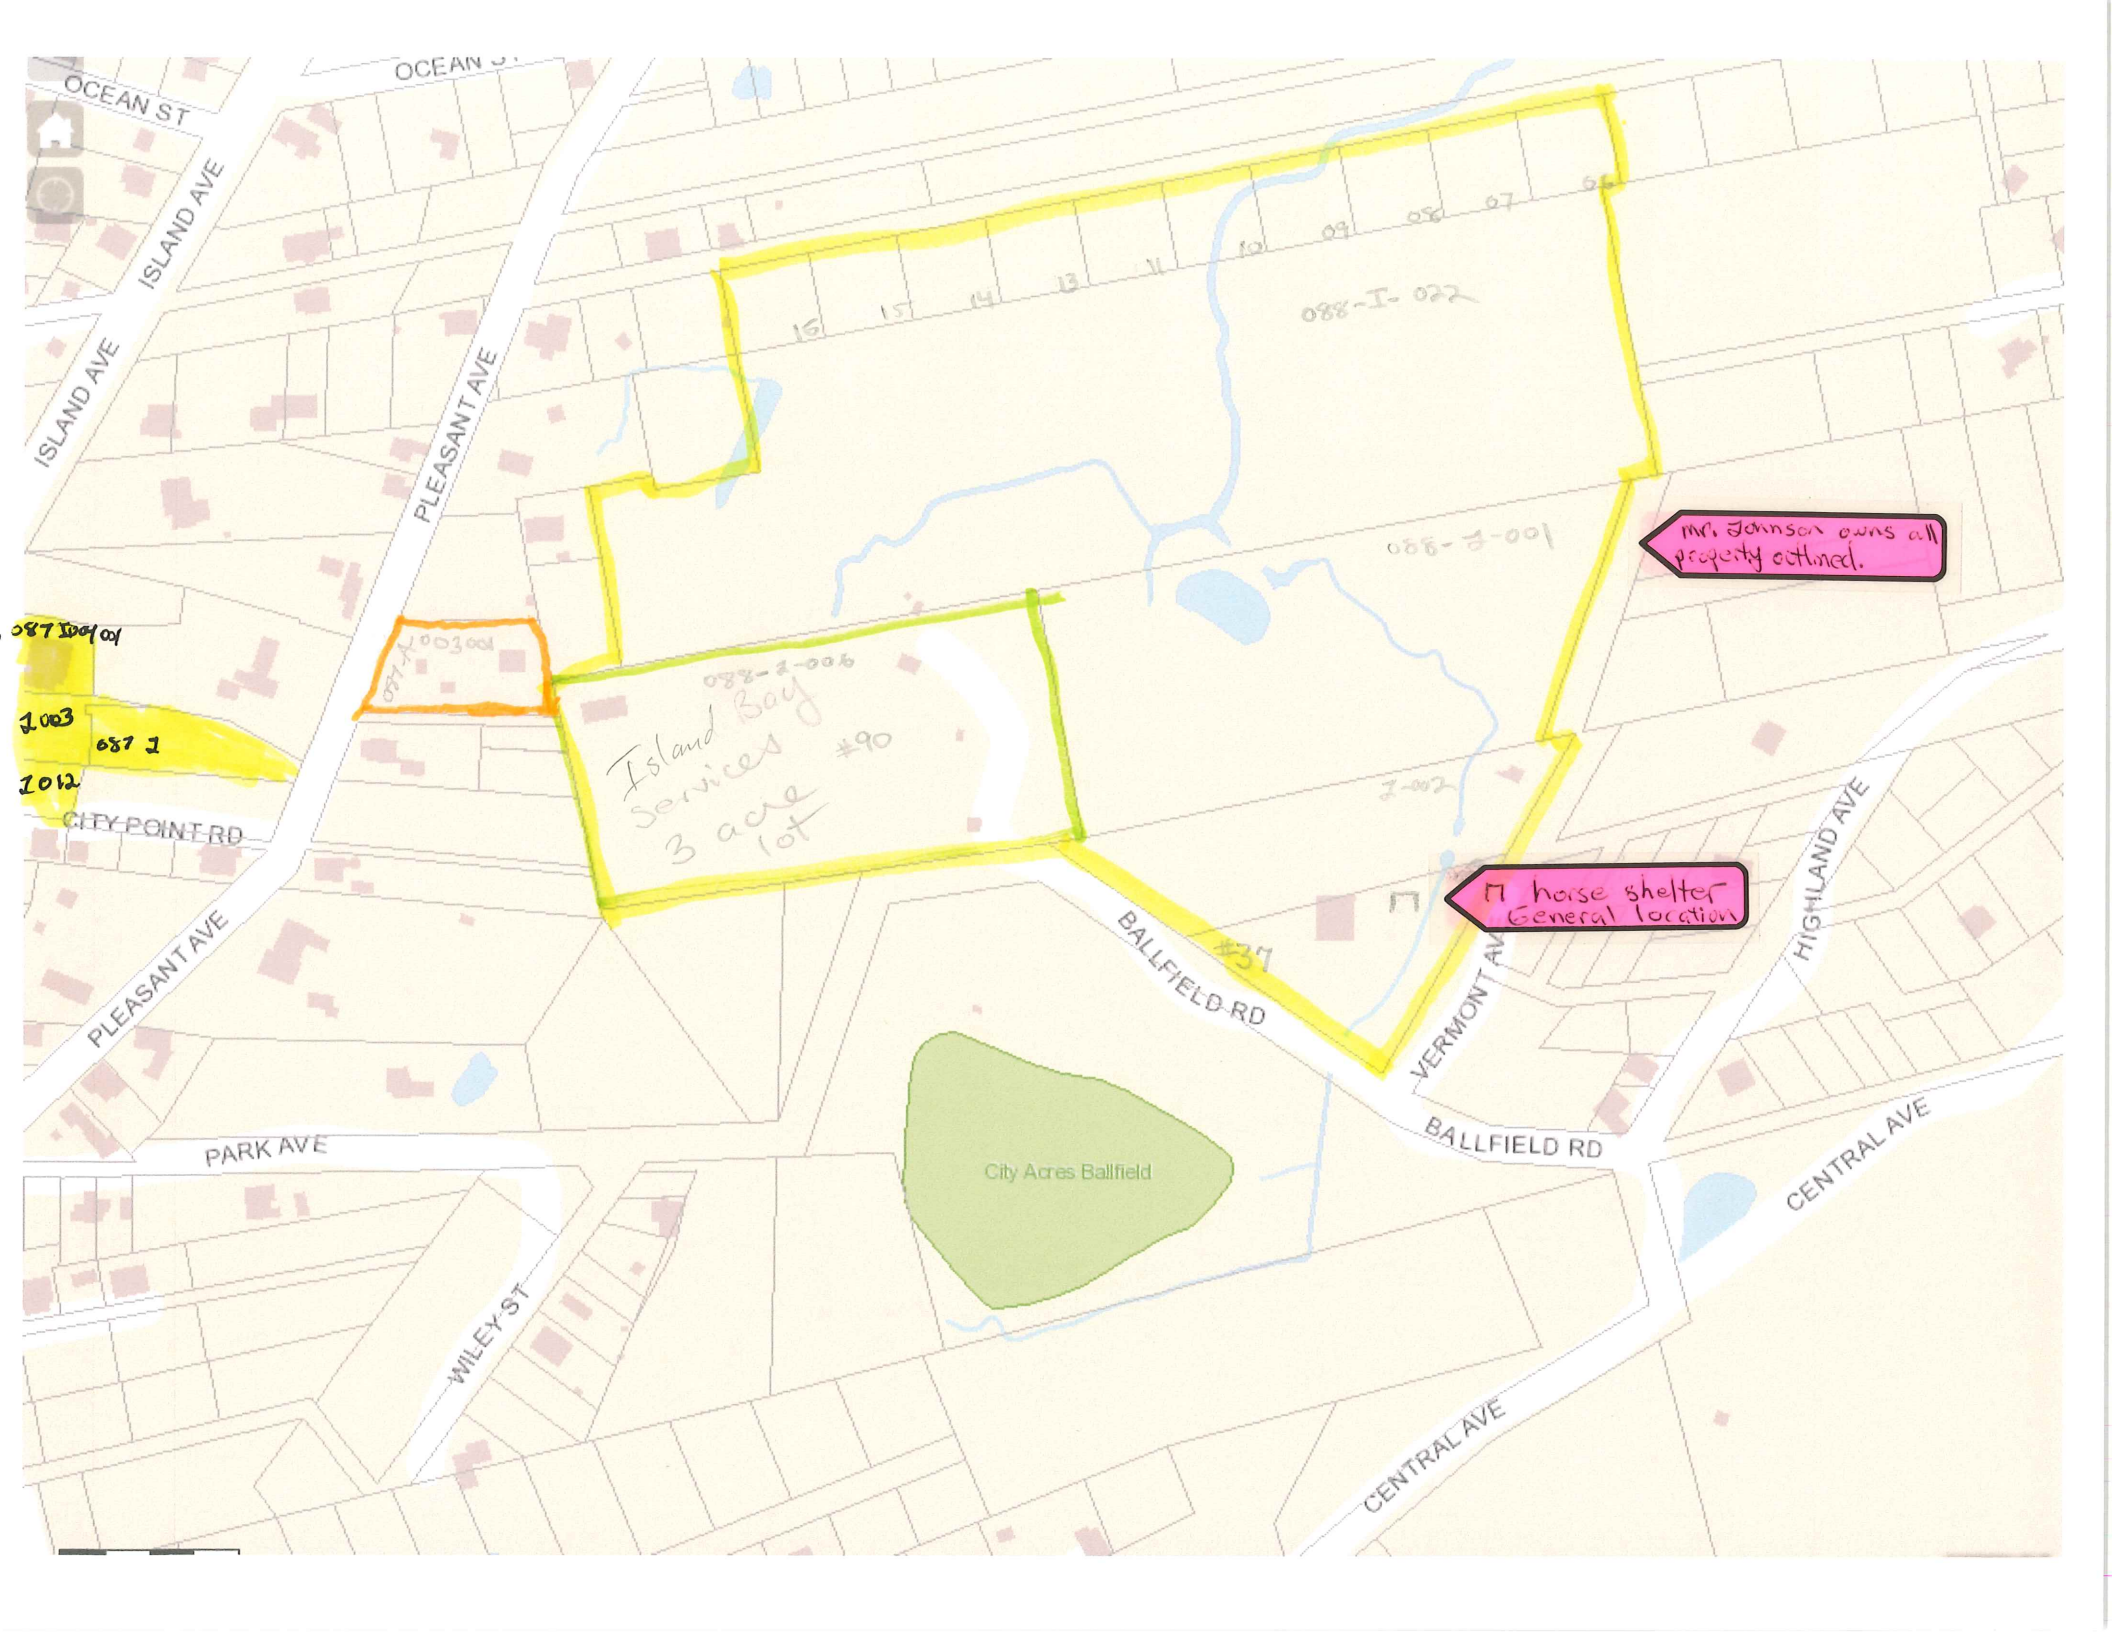 OCEAN ST
OCEAN ST
ISLAND AVE
ISLAND AVE
PLEASANT AVE
16
15
14
13
11
10
09
08
07
06
088-I-022
088-I-001
Mr. Johnson owns all
property outlined.
087-A 003001
088-I-006
Island Bay
Services #90
3 acre
lot
I003
087 I
I012
CITY POINT RD
I-002
⊓ horse shelter
General location
#37
PLEASANT AVE
BALLFIELD RD
VERMONT AV
HIGHLAND AVE
City Acres Ballfield
BALLFIELD RD
CENTRAL AVE
PARK AVE
WILEY ST
CENTRAL AVE